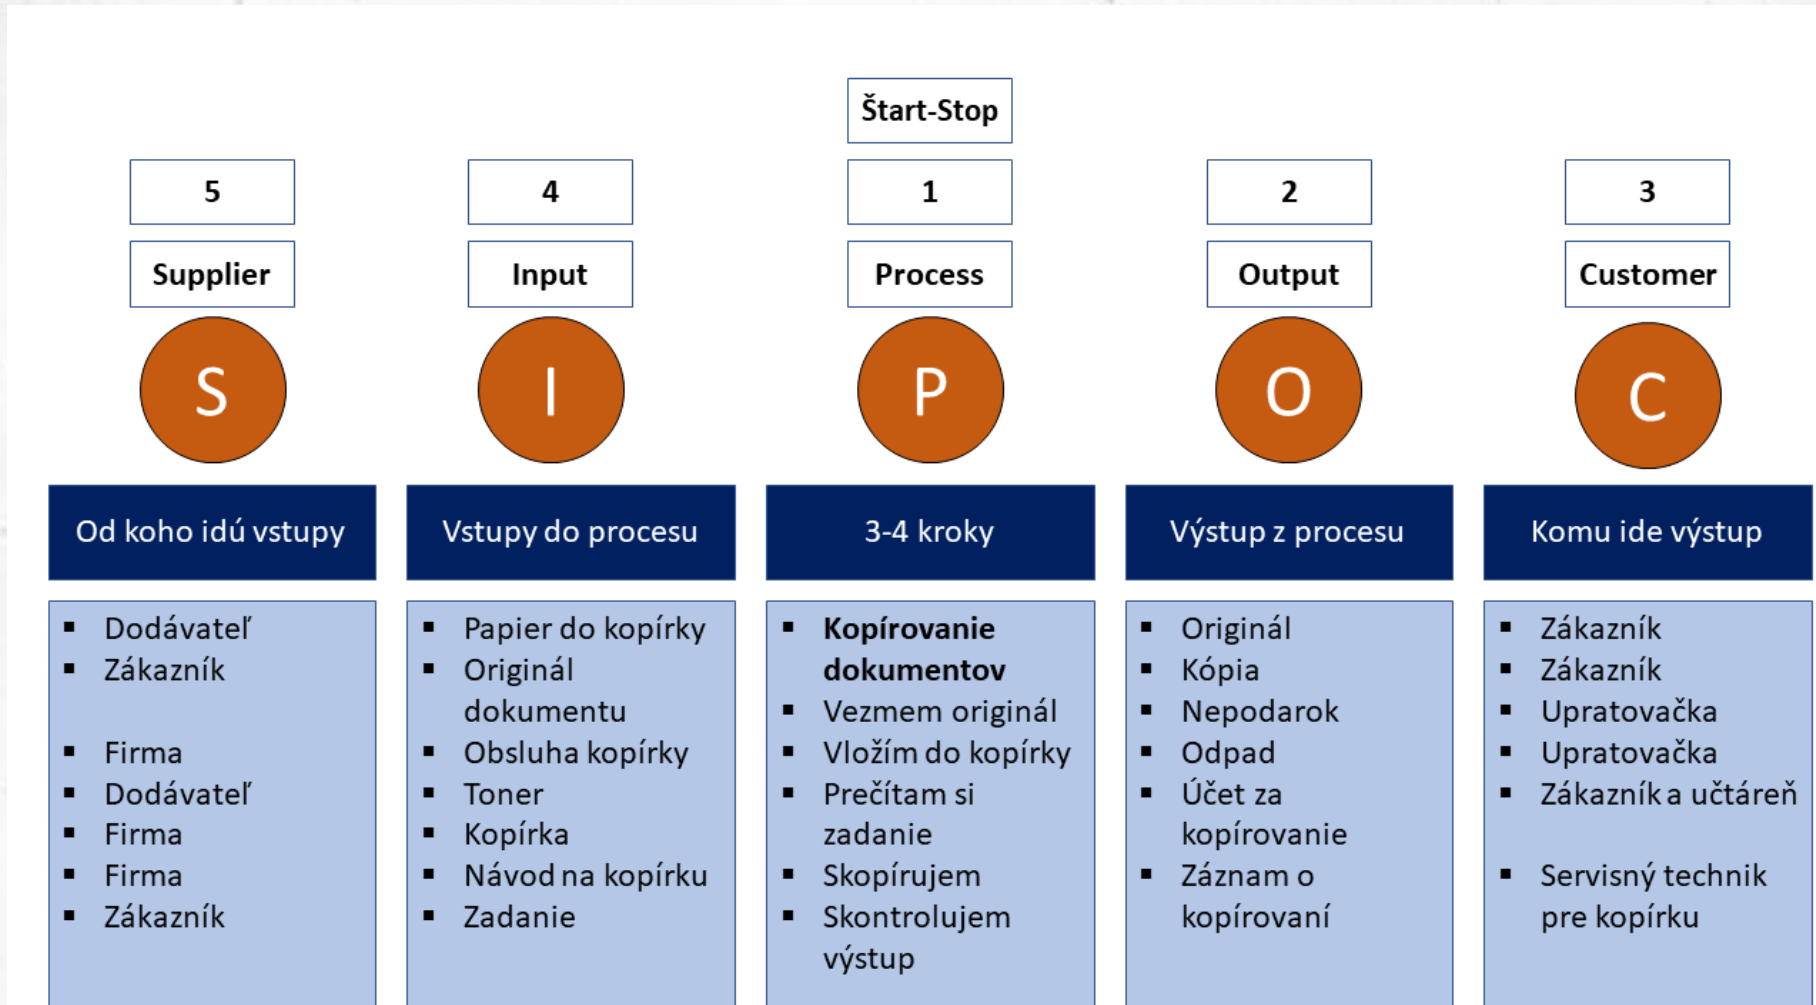 Štart-Stop
5
4
1
2
3
Supplier
Input
Process
Output
Customer
S
I
P
O
C
Od koho idú vstupy
Vstupy do procesu
3-4 kroky
Výstup z procesu
Komu ide výstup
▪ Dodávateľ
▪ Zákazník
▪ Firma
▪ Dodávateľ
▪ Firma
▪ Firma
▪ Zákazník
▪ Papier do kopírky
▪ Originál
dokumentu
▪ Obsluha kopírky
▪ Toner
▪ Kopírka
▪ Návod na kopírku
▪ Zadanie
▪ Kopírovanie
dokumentov
▪ Vezmem originál
▪ Vložím do kopírky
▪ Prečítam si
zadanie
▪ Skopírujem
▪ Skontrolujem
výstup
▪ Originál
▪ Kópia
▪ Nepodarok
▪ Odpad
▪ Účet za
kopírovanie
▪ Záznam o
kopírovaní
▪ Zákazník
▪ Zákazník
▪ Upratovačka
▪ Upratovačka
▪ Zákazník a učtáreň
▪ Servisný technik
pre kopírku